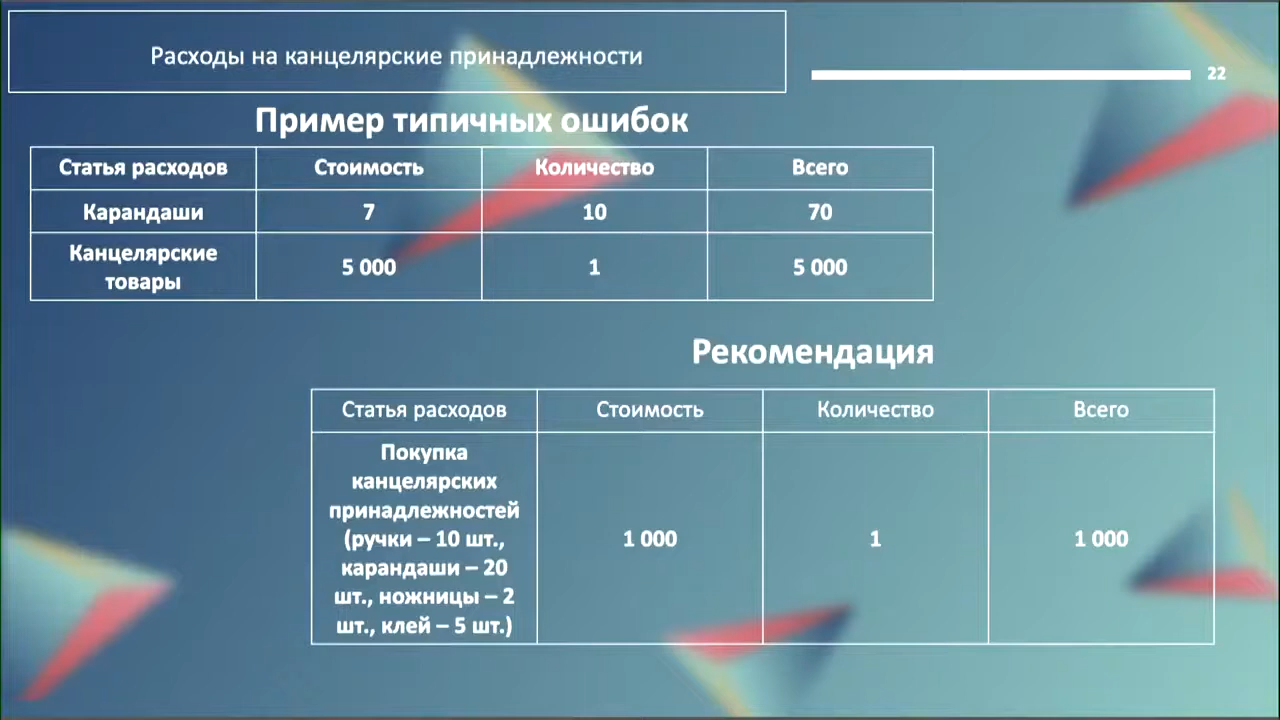 Расходы на канцелярские принадлежности
22
Пример типичных ошибок
Статья расходов Стоимость Количество Всего
Карандаши 7 10 70
Канцелярские
товары 5 000 1 5 000
Рекомендация
Статья расходов Стоимость Количество Всего
Покупка
канцелярских
принадлежностей
(ручки – 10 шт., 1 000 1 1 000
карандаши – 20
шт., ножницы – 2
шт., клей – 5 шт.)